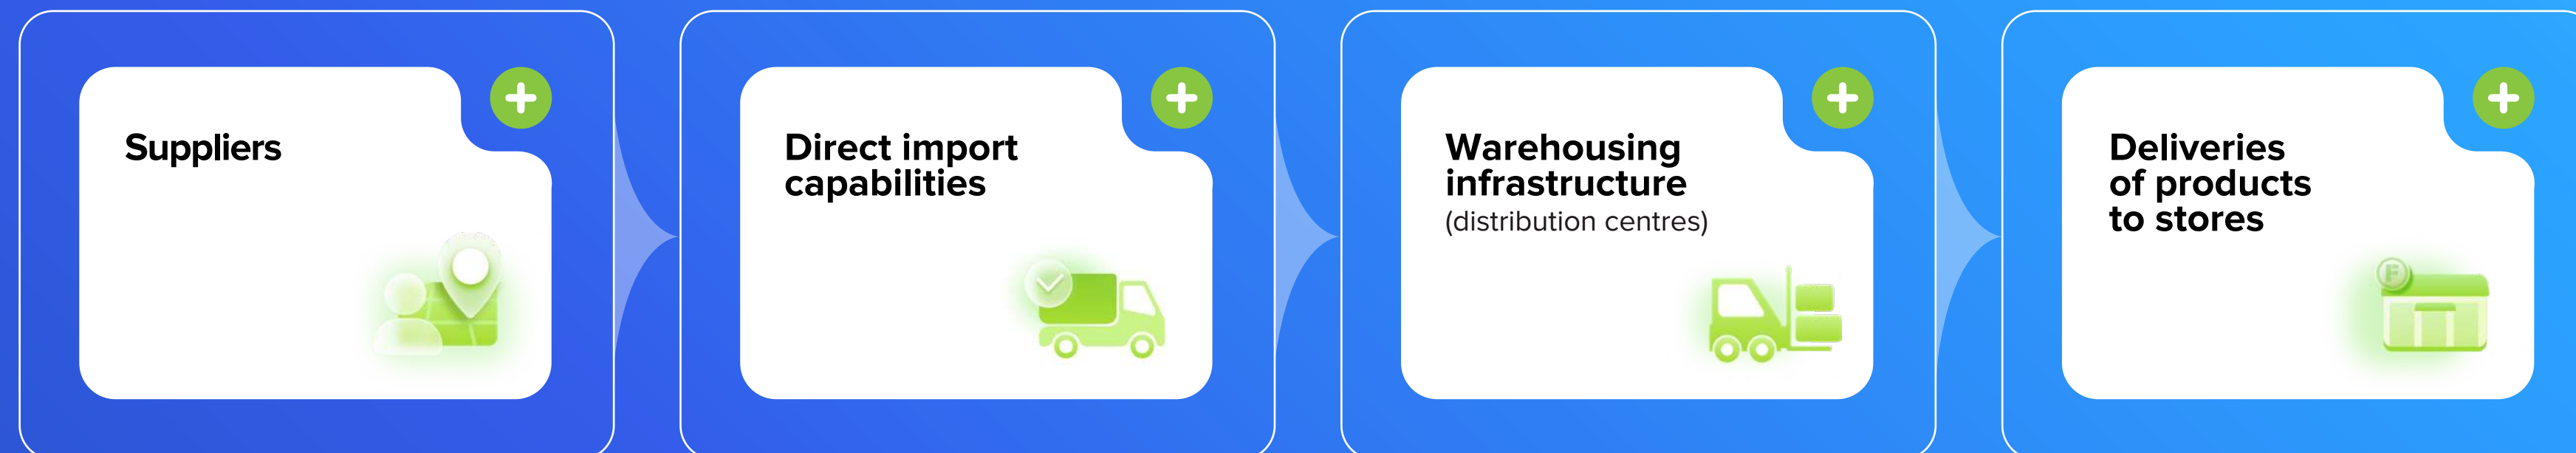 Suppliers
Direct import
capabilities
Warehousing
infrastructure
(distribution centres)
Deliveries
of products
to stores
F